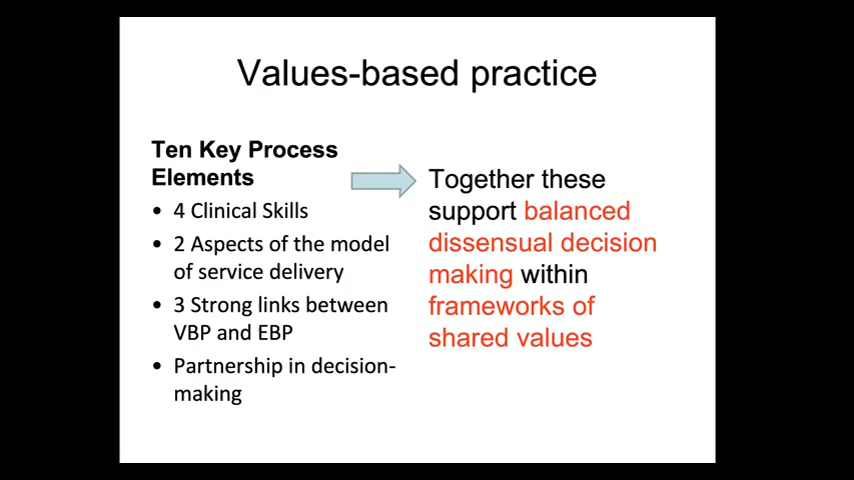 Values-based practice
Ten Key Process
Elements
• 4 Clinical Skills
• 2 Aspects of the model
of service delivery
• 3 Strong links between
VBP and EBP
• Partnership in decision-
making
Together these
support balanced
dissensual decision
making within
frameworks of
shared values